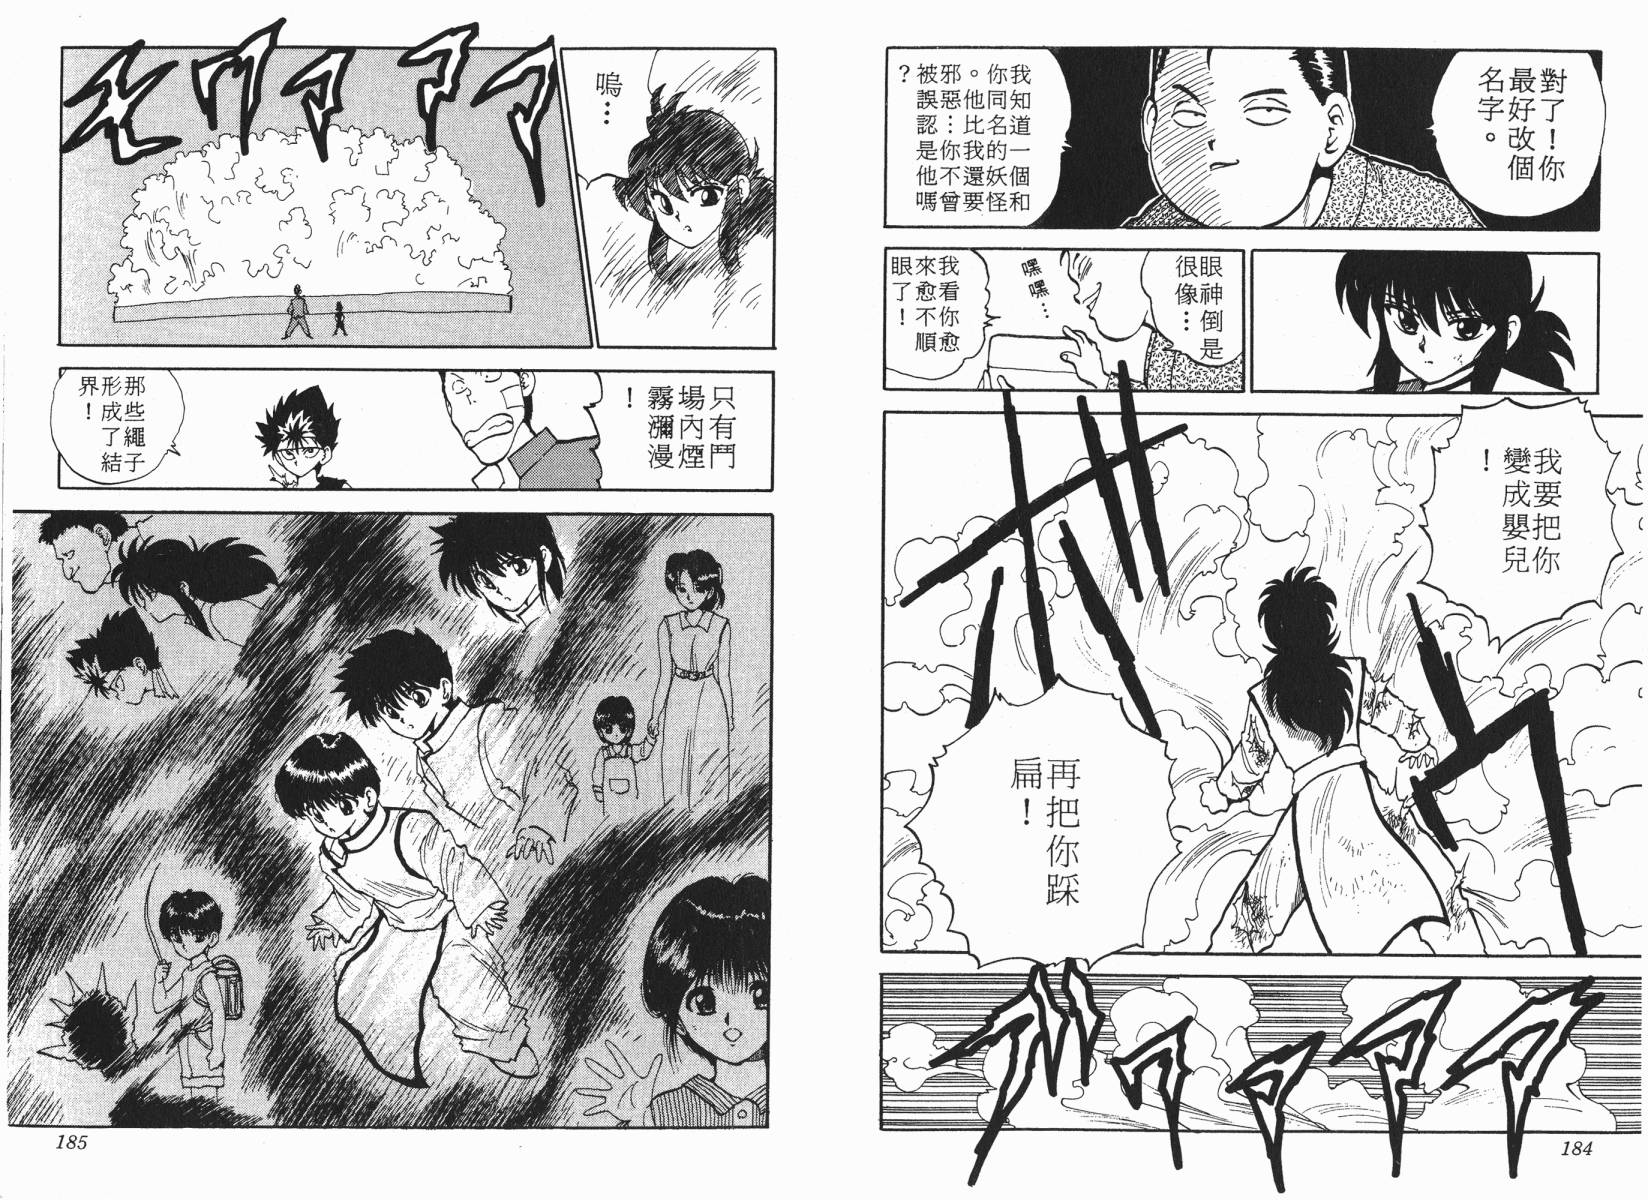 對了！你
最好改個
名字。
我知道一個和
你同名的妖怪
。他比我還要
邪惡…你不曾
被誤認是他嗎
？
眼神倒是
很像…
嘿
嘿…
我看你愈
來愈不順
眼了！
我要把你
變成嬰兒
！
再把你踩
扁！
184
嗚…
只有鬥
場內煙
霧瀰漫
！
那些繩子
形成了結
界！
185